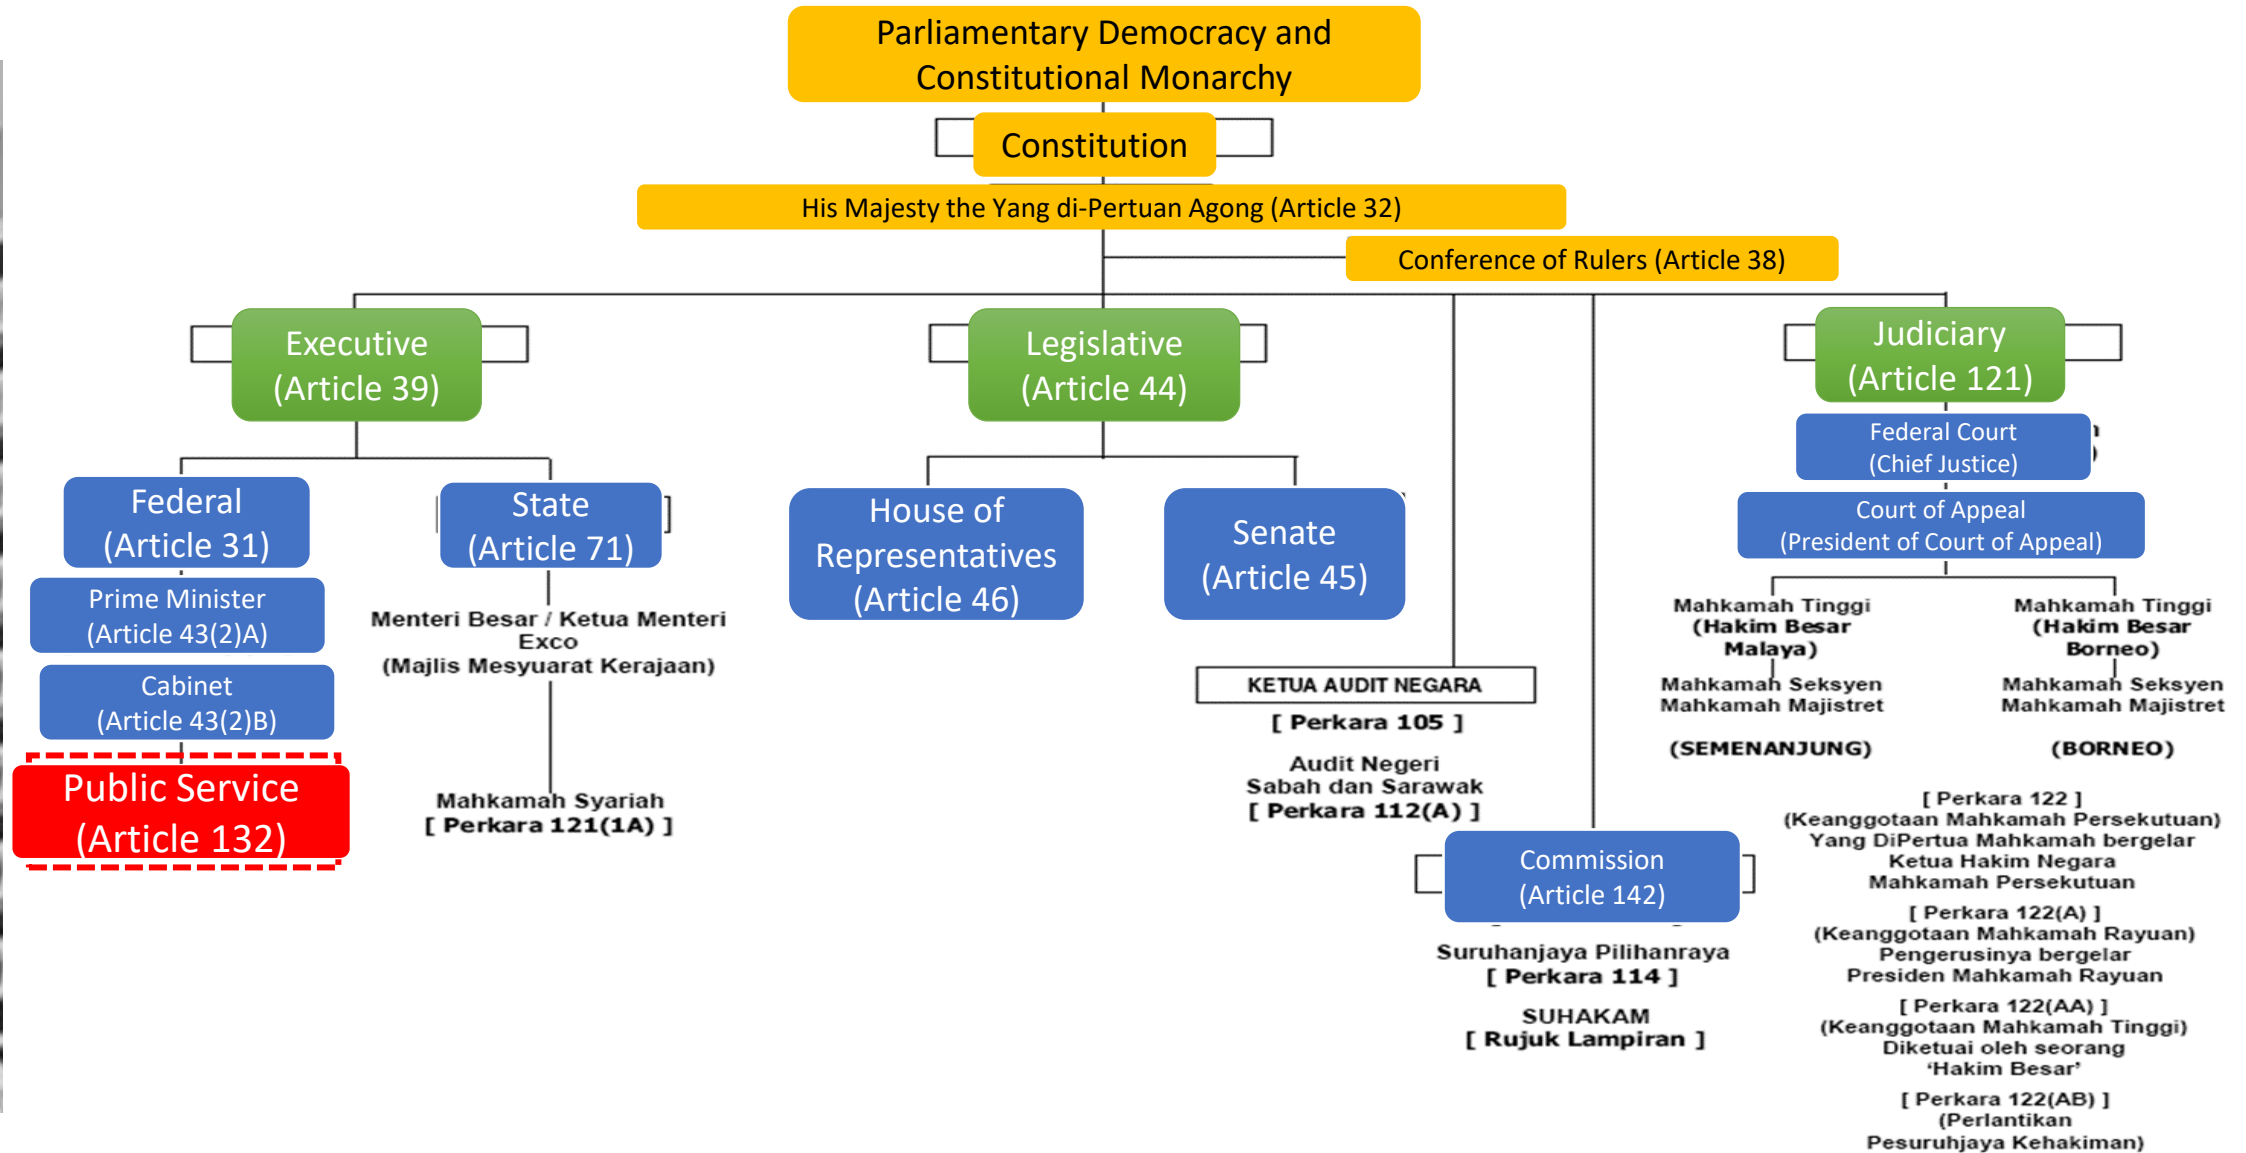 Parliamentary Democracy and
Constitutional Monarchy
Constitution
His Majesty the Yang di-Pertuan Agong (Article 32)
Conference of Rulers (Article 38)
Executive
(Article 39)
Legislative
(Article 44)
Judiciary
(Article 121)
Federal Court
(Chief Justice)
Court of Appeal
(President of Court of Appeal)
Federal
(Article 31)
State
(Article 71)
House of
Representatives
(Article 46)
Senate
(Article 45)
Prime Minister
(Article 43(2)A)
Cabinet
(Article 43(2)B)
Public Service
(Article 132)
Menteri Besar / Ketua Menteri
Exco
(Majlis Mesyuarat Kerajaan)
Mahkamah Syariah
[ Perkara 121(1A) ]
KETUA AUDIT NEGARA
[ Perkara 105 ]
Audit Negeri
Sabah dan Sarawak
[ Perkara 112(A) ]
Commission
(Article 142)
Suruhanjaya Pilihanraya
[ Perkara 114 ]
SUHAKAM
[ Rujuk Lampiran ]
Mahkamah Tinggi
(Hakim Besar
Malaya)
Mahkamah Seksyen
Mahkamah Majistret
(SEMENANJUNG)
Mahkamah Tinggi
(Hakim Besar
Borneo)
Mahkamah Seksyen
Mahkamah Majistret
(BORNEO)
[ Perkara 122 ]
(Keanggotaan Mahkamah Persekutuan)
Yang DiPertua Mahkamah bergelar
Ketua Hakim Negara
Mahkamah Persekutuan
[ Perkara 122(A) ]
(Keanggotaan Mahkamah Rayuan)
Pengerusinya bergelar
Presiden Mahkamah Rayuan
[ Perkara 122(AA) ]
(Keanggotaan Mahkamah Tinggi)
Diketuai oleh seorang
‘Hakim Besar’
[ Perkara 122(AB) ]
(Perlantikan
Pesuruhjaya Kehakiman)